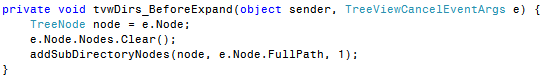 private void tvwDirs_BeforeExpand(object sender, TreeViewCancelEventArgs e) {
    TreeNode node = e.Node;
    e.Node.Nodes.Clear();
    addSubDirectoryNodes(node, e.Node.FullPath, 1);
}